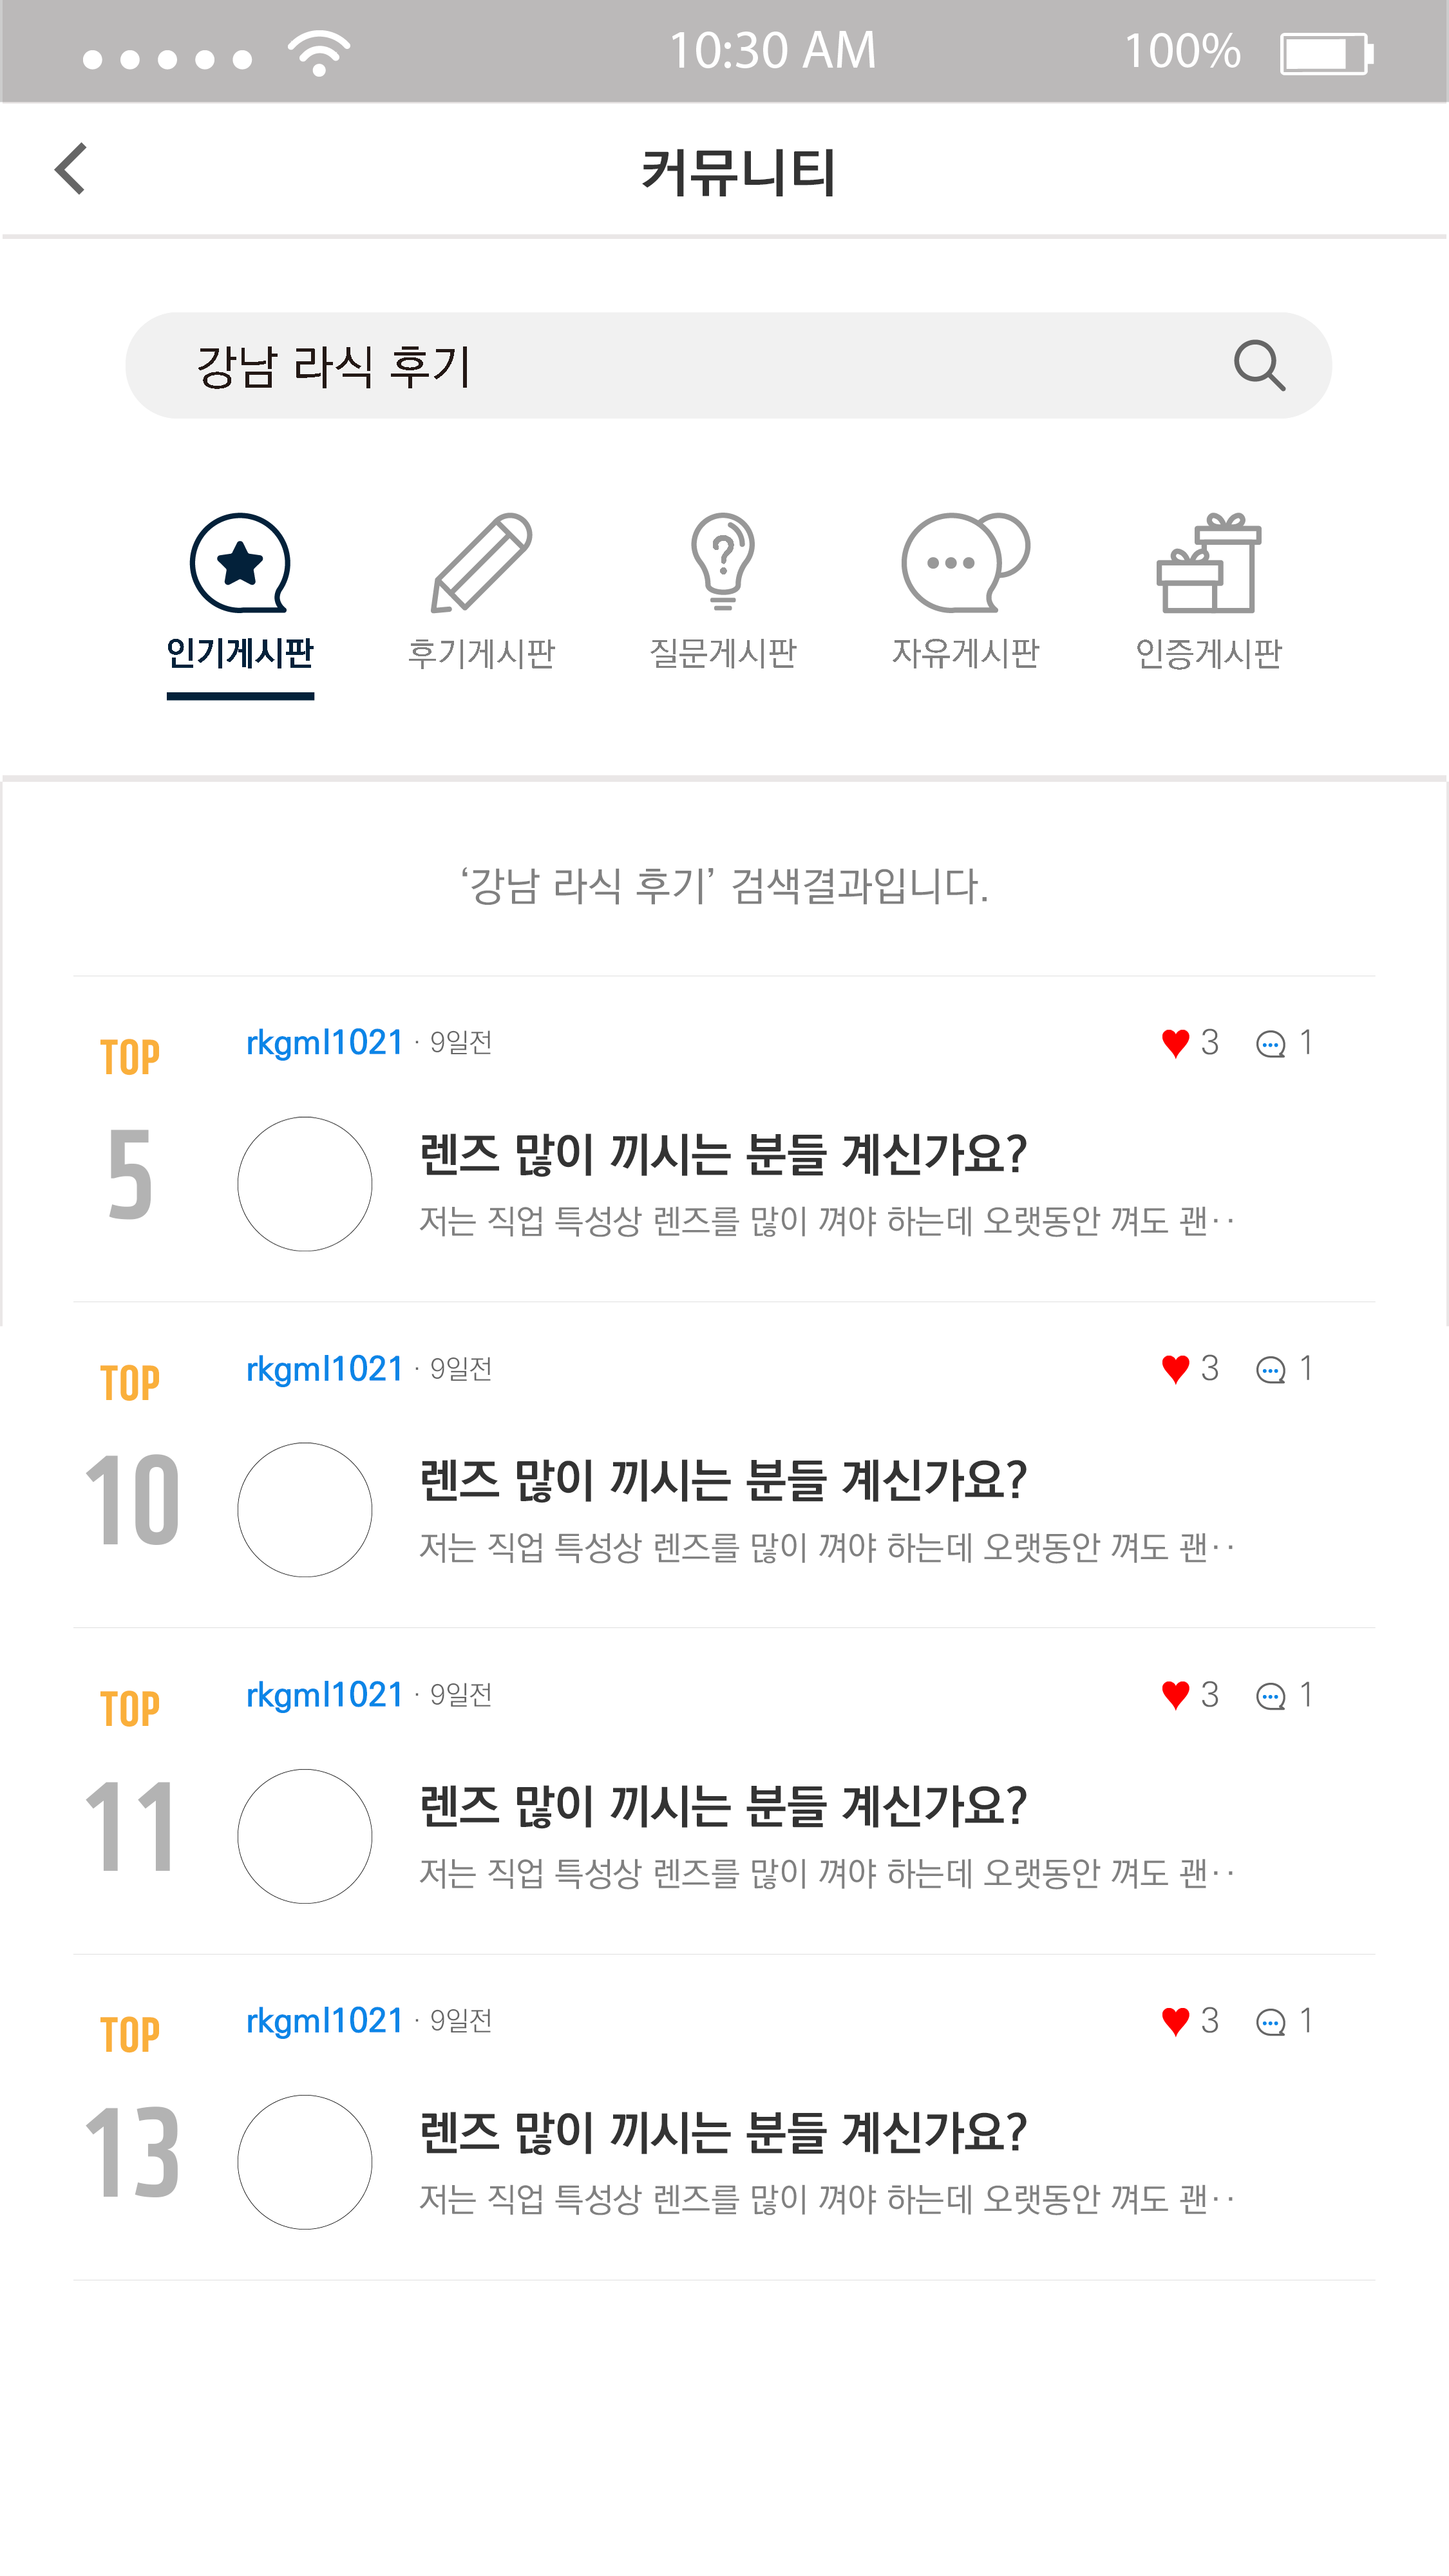 10:30 AM 100%
커뮤니티
강남 라식 후기
인기게시판 후기게시판 질문게시판 자유게시판 인증게시판
‘강남 라식 후기’ 검색결과입니다.
TOP rkgml1021 · 9일전 3 1
5 렌즈 많이 끼시는 분들 계신가요?
저는 직업 특성상 렌즈를 많이 껴야 하는데 오랫동안 껴도 괜··
TOP rkgml1021 · 9일전 3 1
10 렌즈 많이 끼시는 분들 계신가요?
저는 직업 특성상 렌즈를 많이 껴야 하는데 오랫동안 껴도 괜··
TOP rkgml1021 · 9일전 3 1
11 렌즈 많이 끼시는 분들 계신가요?
저는 직업 특성상 렌즈를 많이 껴야 하는데 오랫동안 껴도 괜··
TOP rkgml1021 · 9일전 3 1
13 렌즈 많이 끼시는 분들 계신가요?
저는 직업 특성상 렌즈를 많이 껴야 하는데 오랫동안 껴도 괜··